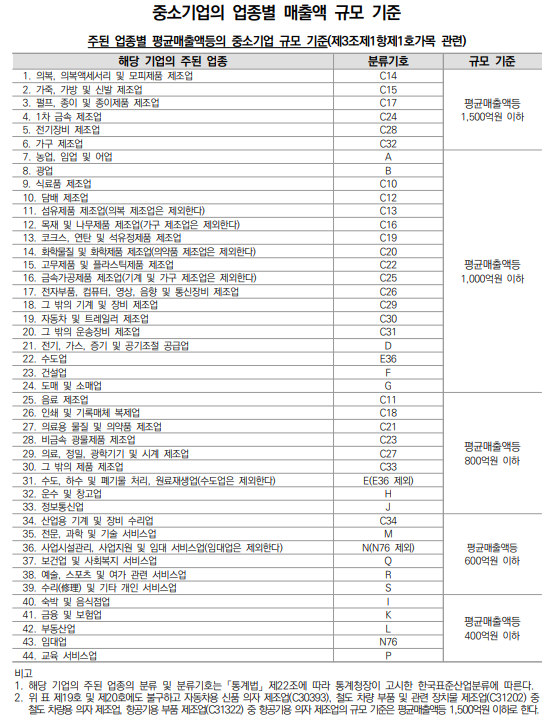 중소기업의 업종별 매출액 규모 기준
주된 업종별 평균매출액등의 중소기업 규모 기준(제3조제1항제1호가목 관련)
해당 기업의 주된 업종 분류기호 규모 기준
1. 의복, 의복액세서리 및 모피제품 제조업 C14
2. 가죽, 가방 및 신발 제조업 C15
3. 펄프, 종이 및 종이제품 제조업 C17
4. 1차 금속 제조업 C24
5. 전기장비 제조업 C28
6. 가구 제조업 C32
평균매출액등
1,500억원 이하
7. 농업, 임업 및 어업 A
8. 광업 B
9. 식료품 제조업 C10
10. 담배 제조업 C12
11. 섬유제품 제조업(의복 제조업은 제외한다) C13
12. 목재 및 나무제품 제조업(가구 제조업은 제외한다) C16
13. 코크스, 연탄 및 석유정제품 제조업 C19
14. 화학물질 및 화학제품 제조업(의약품 제조업은 제외한다) C20
15. 고무제품 및 플라스틱제품 제조업 C22
16. 금속가공제품 제조업(기계 및 가구 제조업은 제외한다) C25
17. 전자부품, 컴퓨터, 영상, 음향 및 통신장비 제조업 C26
18. 그 밖의 기계 및 장비 제조업 C29
19. 자동차 및 트레일러 제조업 C30
20. 그 밖의 운송장비 제조업 C31
21. 전기, 가스, 증기 및 공기조절 공급업 D
22. 수도업 E36
23. 건설업 F
24. 도매 및 소매업 G
평균매출액등
1,000억원 이하
25. 음료 제조업 C11
26. 인쇄 및 기록매체 복제업 C18
27. 의료용 물질 및 의약품 제조업 C21
28. 비금속 광물제품 제조업 C23
29. 의료, 정밀, 광학기기 및 시계 제조업 C27
30. 그 밖의 제품 제조업 C33
31. 수도, 하수 및 폐기물 처리, 원료재생업(수도업은 제외한다) E(E36 제외)
32. 운수 및 창고업 H
33. 정보통신업 J
평균매출액등
800억원 이하
34. 산업용 기계 및 장비 수리업 C34
35. 전문, 과학 및 기술 서비스업 M
36. 사업시설관리, 사업지원 및 임대 서비스업(임대업은 제외한다) N(N76 제외)
37. 보건업 및 사회복지 서비스업 Q
38. 예술, 스포츠 및 여가 관련 서비스업 R
39. 수리(修理) 및 기타 개인 서비스업 S
평균매출액등
600억원 이하
40. 숙박 및 음식점업 I
41. 금융 및 보험업 K
42. 부동산업 L
43. 임대업 N76
44. 교육 서비스업 P
평균매출액등
400억원 이하
비고
1. 해당 기업의 주된 업종의 분류 및 분류기호는 「통계법」 제22조에 따라 통계청장이 고시한 한국표준산업분류에 따른다.
2. 위 표 제19호 및 제20호에도 불구하고 자동차용 신품 의자 제조업(C30393), 철도 차량 부품 및 관련 장치물 제조업(C31202) 중
철도 차량용 의자 제조업, 항공기용 부품 제조업(C31322) 중 항공기용 의자 제조업의 규모 기준은 평균매출액등 1,500억원 이하로 한다.